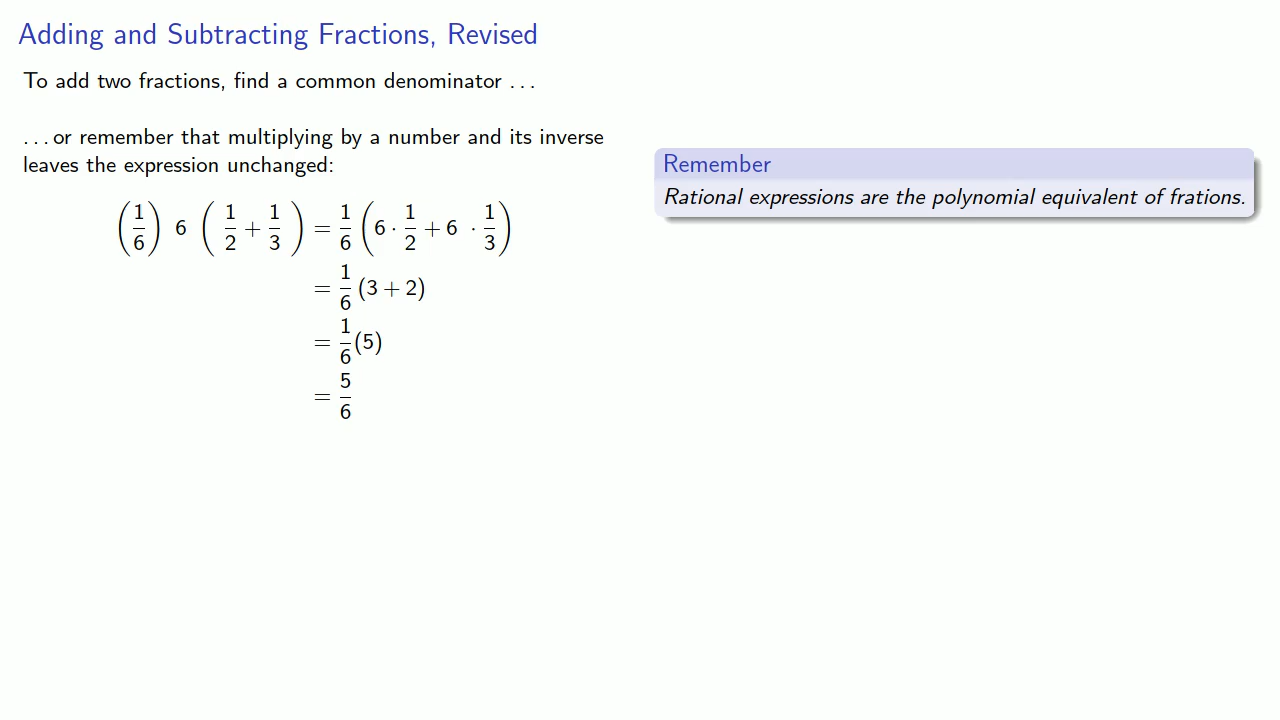 Adding and Subtracting Fractions, Revised
To add two fractions, find a common denominator ...
... or remember that multiplying by a number and its inverse
leaves the expression unchanged:
(1/6) 6 (1/2 + 1/3) = 1/6 (6 · 1/2 + 6 · 1/3)
= 1/6 (3 + 2)
= 1/6 (5)
= 5/6
Remember
Rational expressions are the polynomial equivalent of frations.